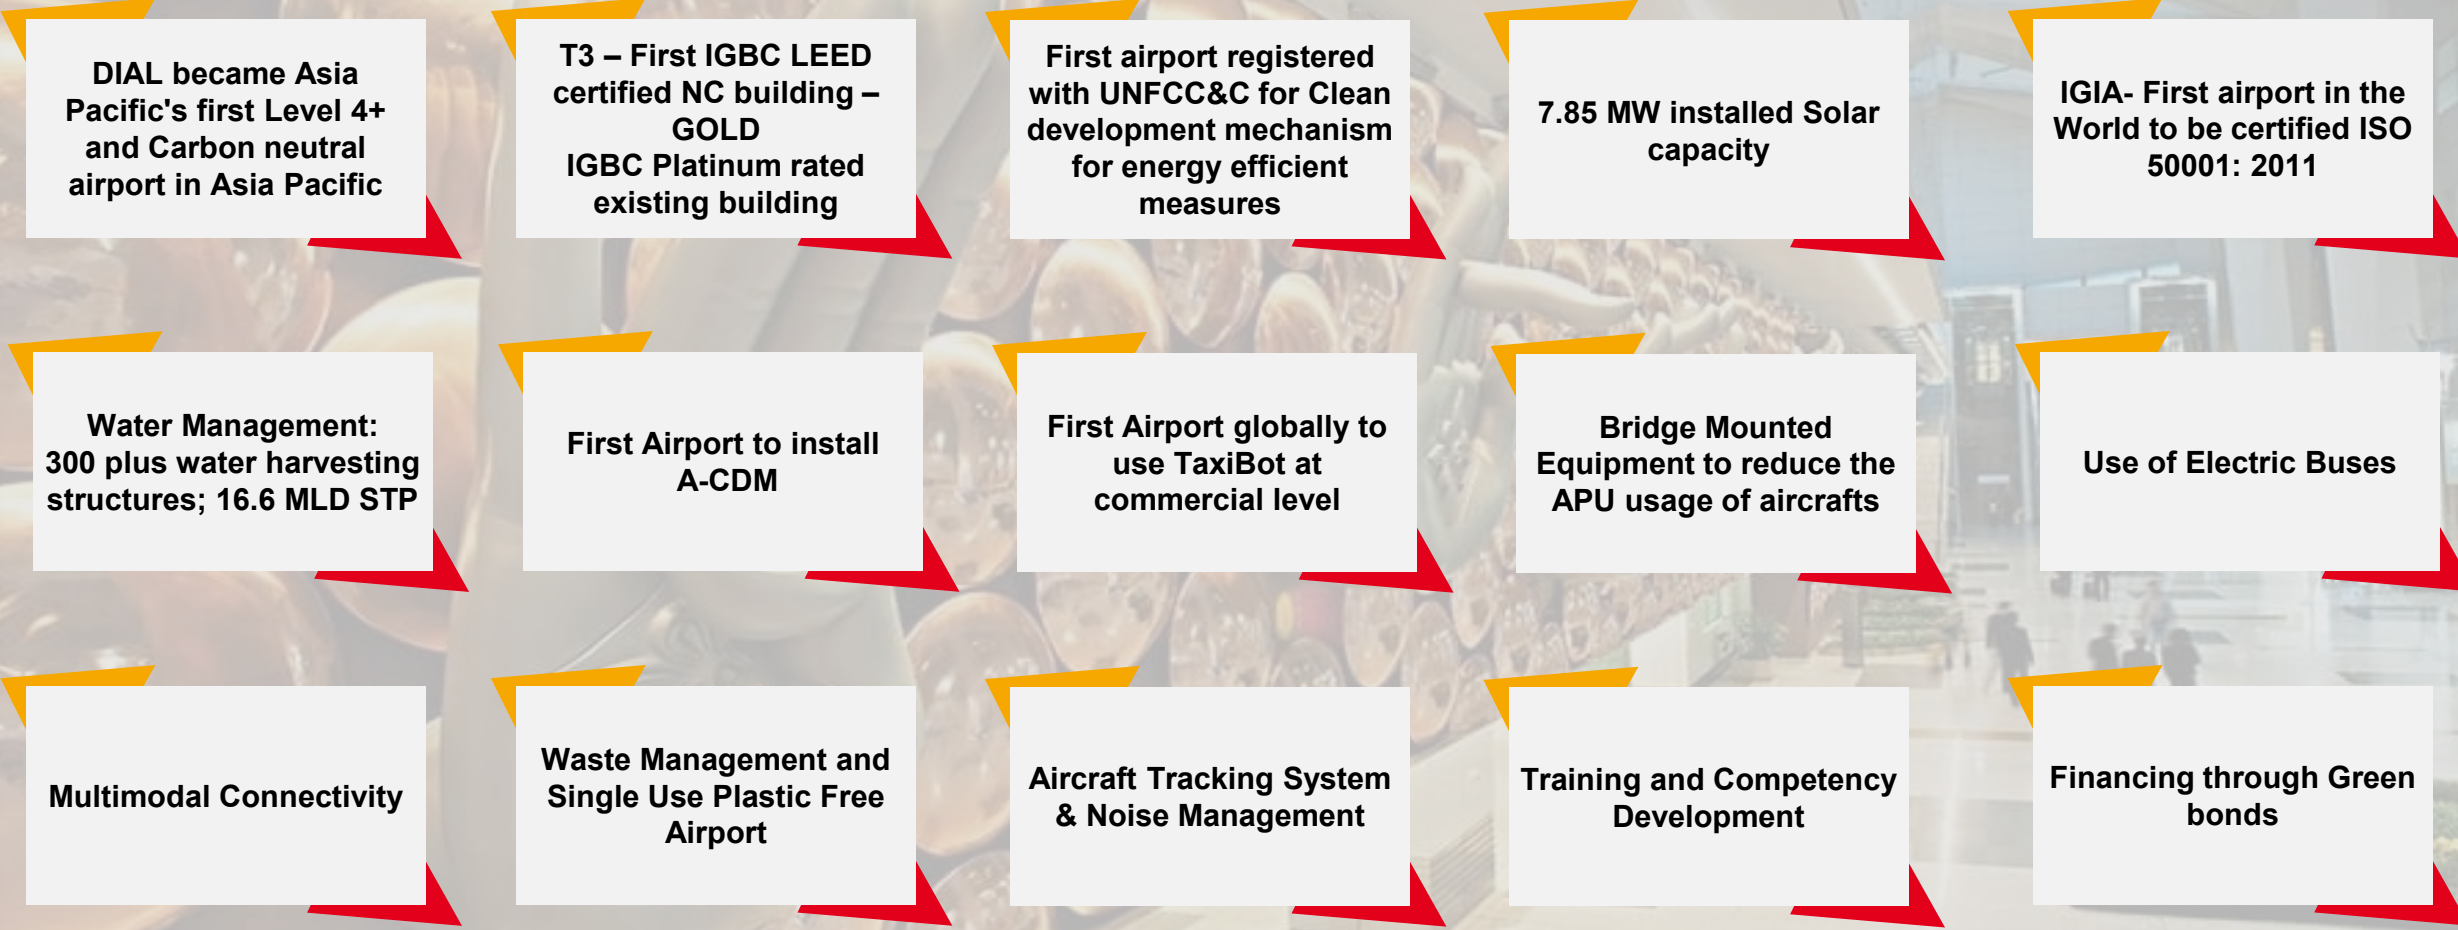 DIAL became Asia
Pacific's first Level 4+
and Carbon neutral
airport in Asia Pacific
T3 – First IGBC LEED
certified NC building –
GOLD
IGBC Platinum rated
existing building
First airport registered
with UNFCC&C for Clean
development mechanism
for energy efficient
measures
7.85 MW installed Solar
capacity
IGIA- First airport in the
World to be certified ISO
50001: 2011
Water Management:
300 plus water harvesting
structures; 16.6 MLD STP
First Airport to install
A-CDM
First Airport globally to
use TaxiBot at
commercial level
Bridge Mounted
Equipment to reduce the
APU usage of aircrafts
Use of Electric Buses
Multimodal Connectivity
Waste Management and
Single Use Plastic Free
Airport
Aircraft Tracking System
& Noise Management
Training and Competency
Development
Financing through Green
bonds